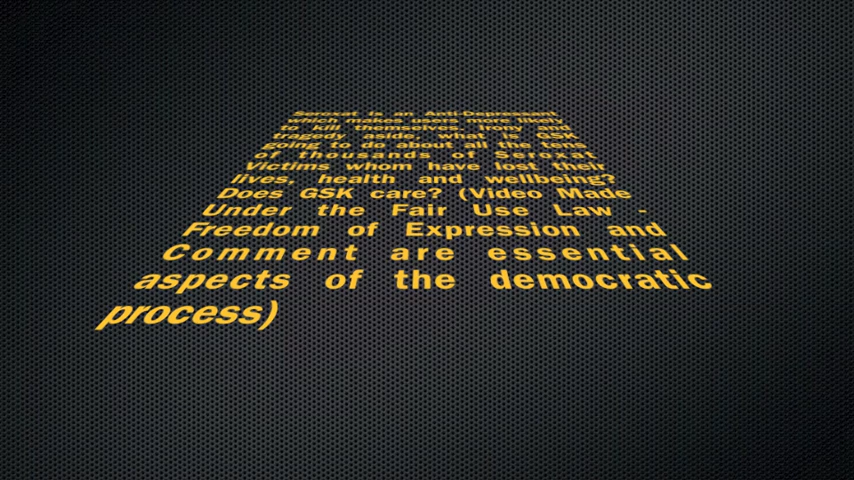 Seroxat is an Anti-Depressant
which makes users more likely
to kill themselves. Irony and
tragedy aside, what is GSK
going to do about all the tens
of thousands of Seroxat
Victims whom have lost their
lives, health and wellbeing?
Does GSK care? (Video Made
Under the Fair Use Law -
Freedom of Expression and
Comment are essential
aspects of the democratic
process)